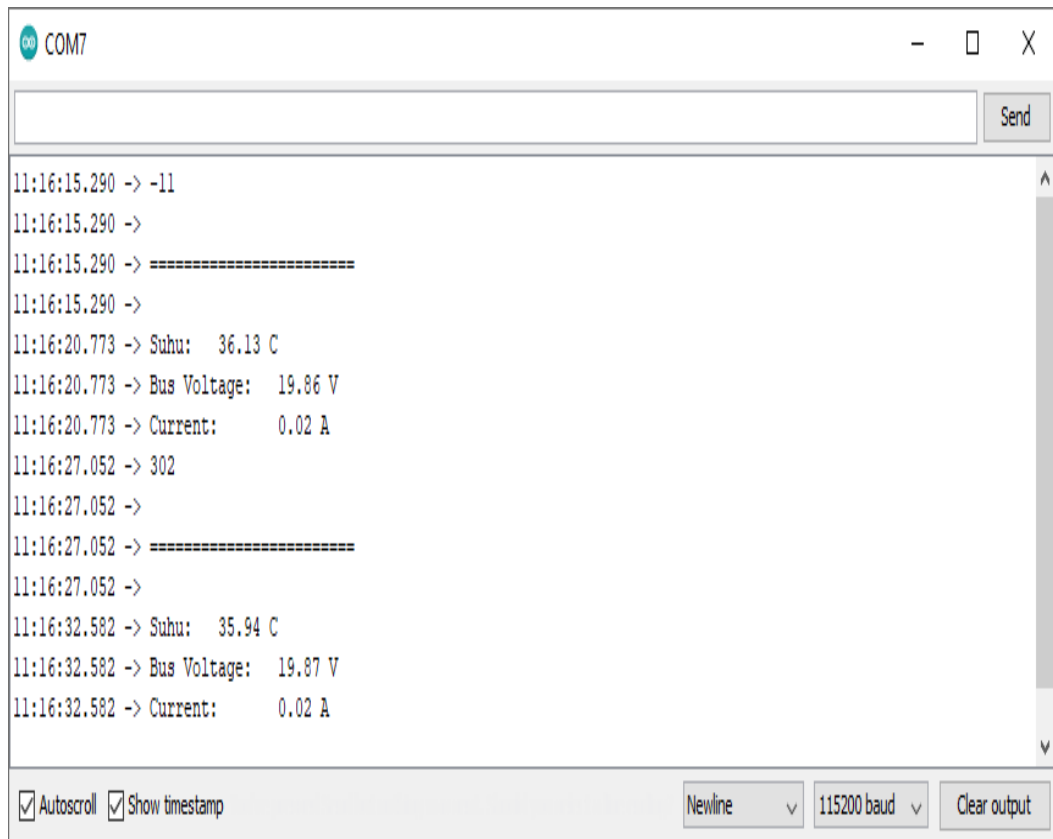 COM7
Send
11:16:15.290 -> -11
11:16:15.290 ->
11:16:15.290 -> ========================
11:16:15.290 ->
11:16:20.773 -> Suhu:   36.13 C
11:16:20.773 -> Bus Voltage:   19.86 V
11:16:20.773 -> Current:       0.02 A
11:16:27.052 -> 302
11:16:27.052 ->
11:16:27.052 -> ========================
11:16:27.052 ->
11:16:32.582 -> Suhu:   35.94 C
11:16:32.582 -> Bus Voltage:   19.87 V
11:16:32.582 -> Current:       0.02 A
Autoscroll Show timestamp Newline 115200 baud Clear output